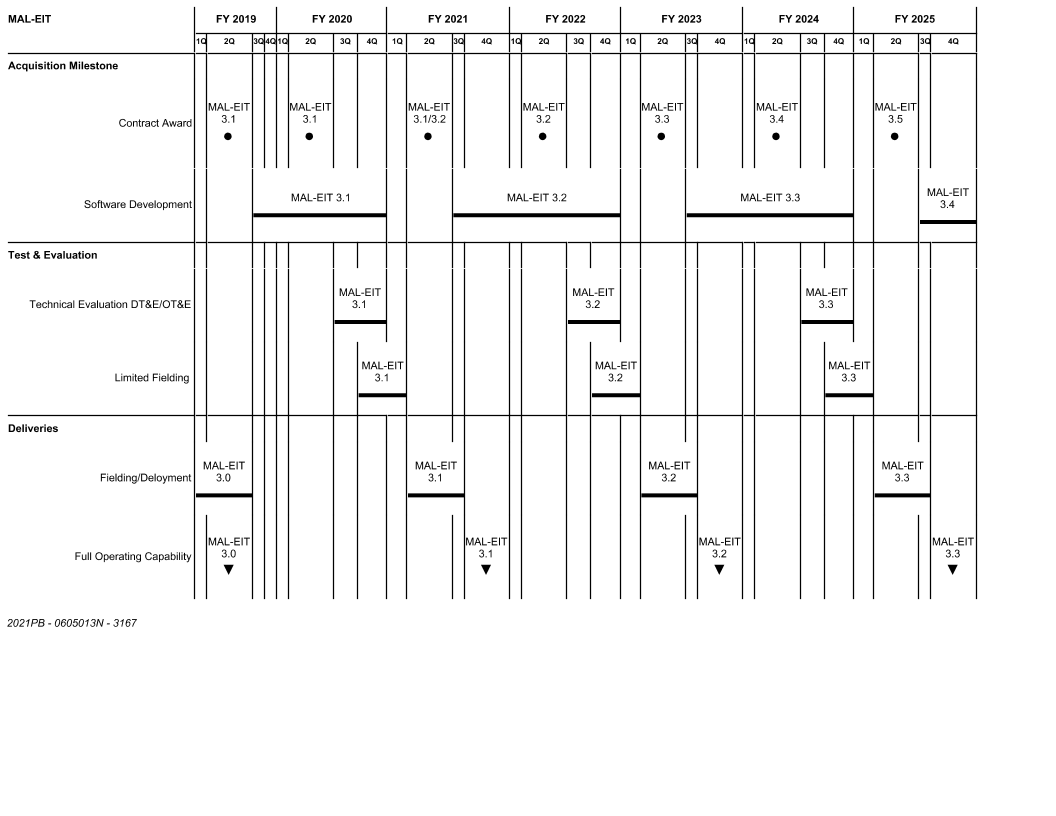 MAL-EIT FY 2019 FY 2020 FY 2021 FY 2022 FY 2023 FY 2024 FY 2025
1Q 2Q 3Q 4Q 1Q 2Q 3Q 4Q 1Q 2Q 3Q 4Q 1Q 2Q 3Q 4Q 1Q 2Q 3Q 4Q 1Q 2Q 3Q 4Q 1Q 2Q 3Q 4Q
Acquisition Milestone
MAL-EIT MAL-EIT MAL-EIT MAL-EIT MAL-EIT MAL-EIT MAL-EIT
3.1 3.1 3.1/3.2 3.2 3.3 3.4 3.5
Contract Award
MAL-EIT 3.1 MAL-EIT 3.2 MAL-EIT 3.3 MAL-EIT
3.4
Software Development
Test & Evaluation
MAL-EIT MAL-EIT MAL-EIT
3.1 3.2 3.3
Technical Evaluation DT&E/OT&E
MAL-EIT MAL-EIT MAL-EIT
3.1 3.2 3.3
Limited Fielding
Deliveries
MAL-EIT MAL-EIT MAL-EIT MAL-EIT
3.0 3.1 3.2 3.3
Fielding/Deloyment
MAL-EIT MAL-EIT MAL-EIT MAL-EIT
3.0 3.1 3.2 3.3
Full Operating Capability
2021PB - 0605013N - 3167